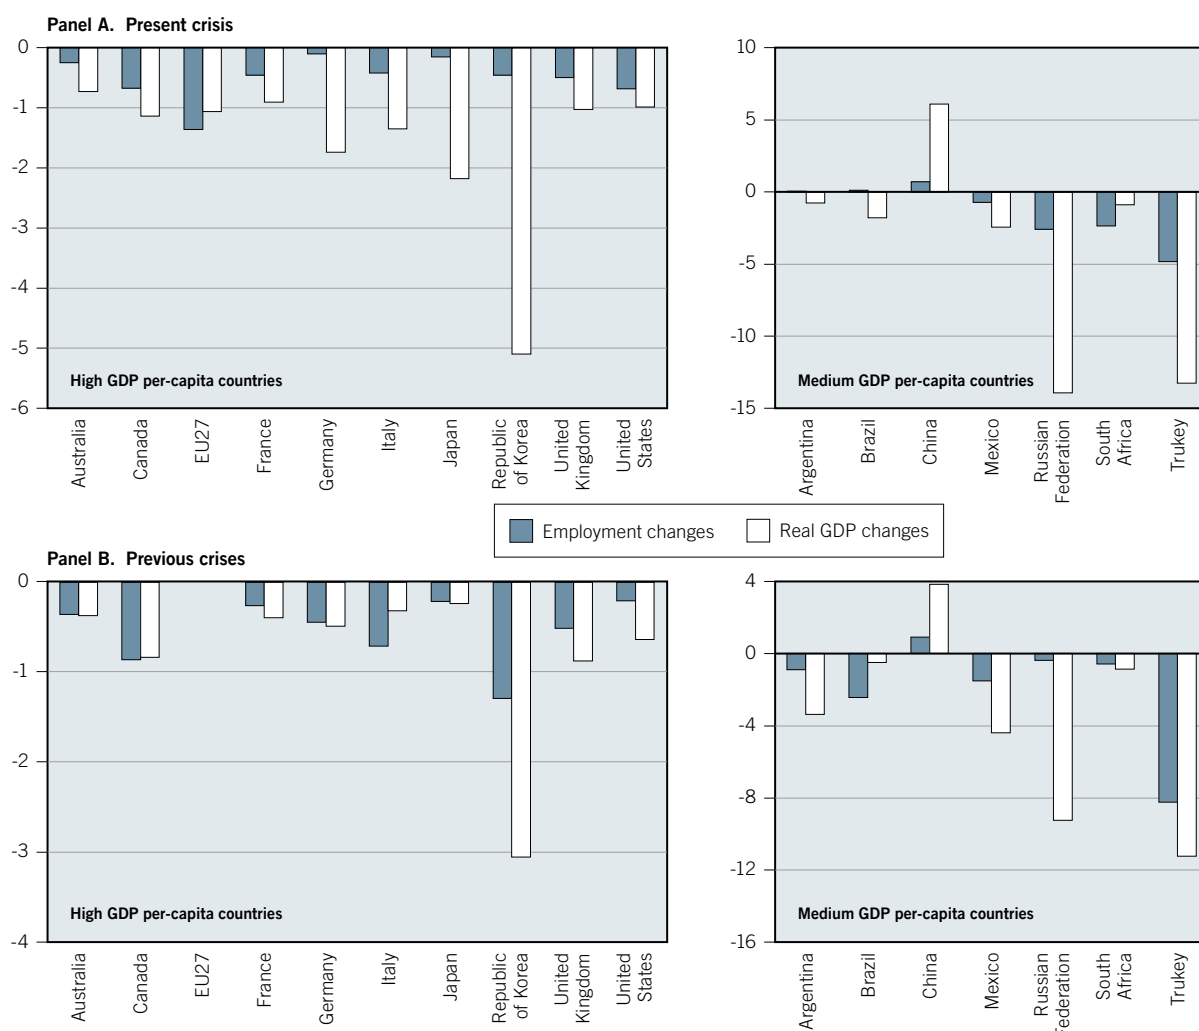 Panel A. Present crisis
0
-1
-2
-3
-4
-5
-6
High GDP per-capita countries
Australia
Canada
EU27
France
Germany
Italy
Japan
Republic
of Korea
United
Kingdom
United
States
10
5
0
-5
-10
-15
Medium GDP per-capita countries
Argentina
Brazil
China
Mexico
Russian
Federation
South
Africa
Trukey
Employment changes
Real GDP changes
Panel B. Previous crises
0
-1
-2
-3
-4
High GDP per-capita countries
Australia
Canada
EU27
France
Germany
Italy
Japan
Republic
of Korea
United
Kingdom
United
States
4
0
-4
-8
-12
-16
Medium GDP per-capita countries
Argentina
Brazil
China
Mexico
Russian
Federation
South
Africa
Trukey